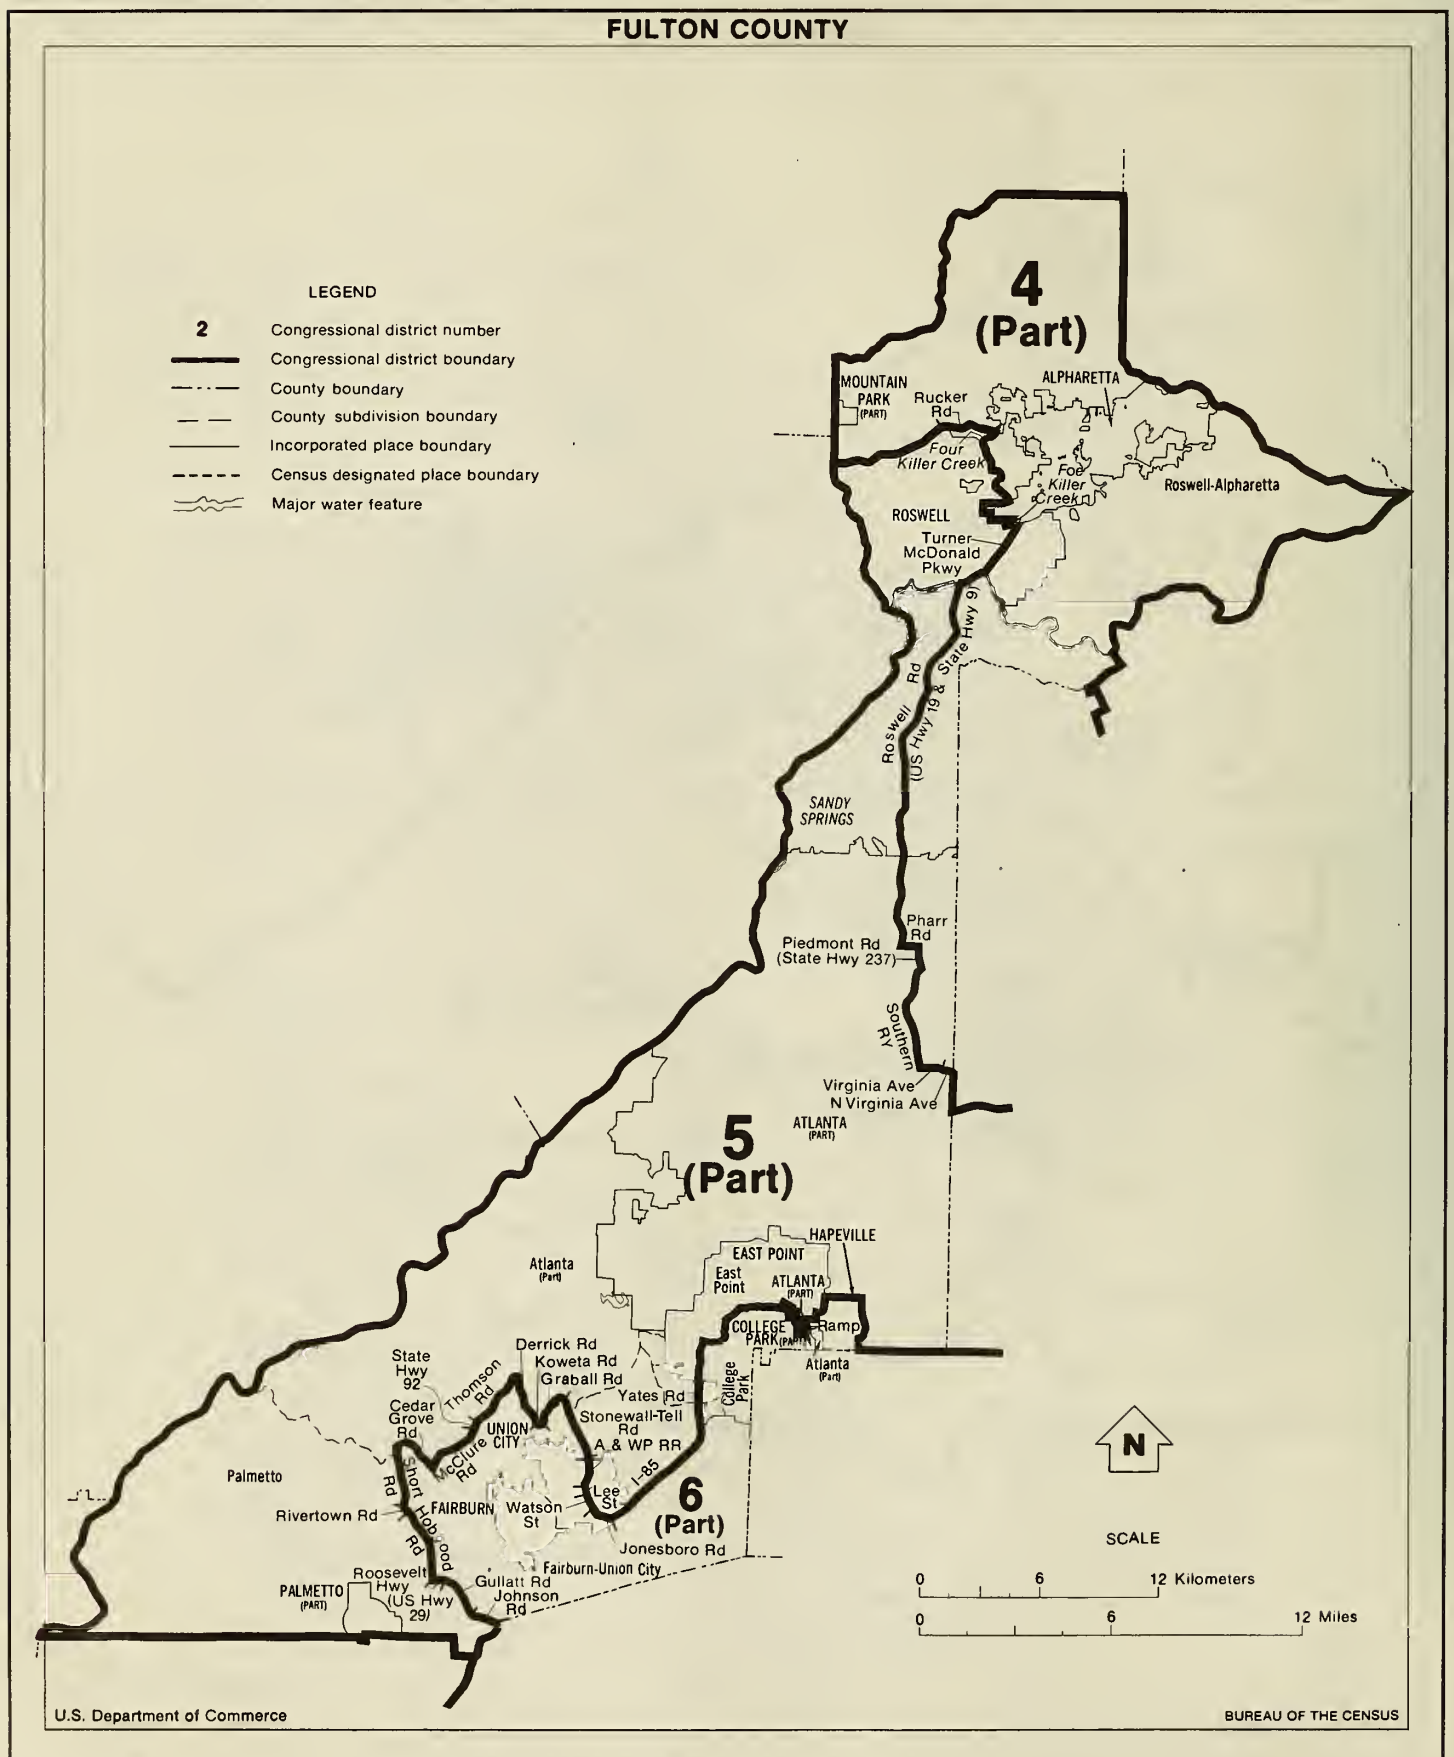 FULTON COUNTY
LEGEND
2 Congressional district number
Congressional district boundary
County boundary
County subdivision boundary
Incorporated place boundary
Census designated place boundary
Major water feature
4
(Part)
MOUNTAIN
PARK
(PART)
Rucker
Rd
ALPHARETTA
Four
Killer Creek
Foe
Killer
Creek
Roswell-Alpharetta
ROSWELL
Turner
McDonald
Pkwy
Roswell Rd
(US Hwy 19 & State Hwy 9)
SANDY
SPRINGS
Pharr
Rd
Piedmont Rd
(State Hwy 237)
Southern
RY
Virginia Ave
N Virginia Ave
ATLANTA
(PART)
5
(Part)
HAPEVILLE
EAST POINT
Atlanta
(Part)
East
Point
ATLANTA
(PART)
COLLEGE
PARK (PART)
Ramp
Atlanta
(Part)
College
Park
Derrick Rd
Koweta Rd
Graball Rd
State
Hwy
92
Thomson
Rd
Yates Rd
Cedar
Grove
Rd
UNION
CITY
Stonewall-Tell
Rd
A & WP RR
McClure
Rd
I-85
Palmetto
Short
Rd
Rivertown Rd
FAIRBURN
Watson
St
Lee
St
6
(Part)
Hobgood
Rd
Jonesboro Rd
Fairburn-Union City
Roosevelt
Hwy
(US Hwy
29)
PALMETTO
(PART)
Gullatt Rd
Johnson
Rd
N
SCALE
0 6 12 Kilometers
0 6 12 Miles
U.S. Department of Commerce
BUREAU OF THE CENSUS